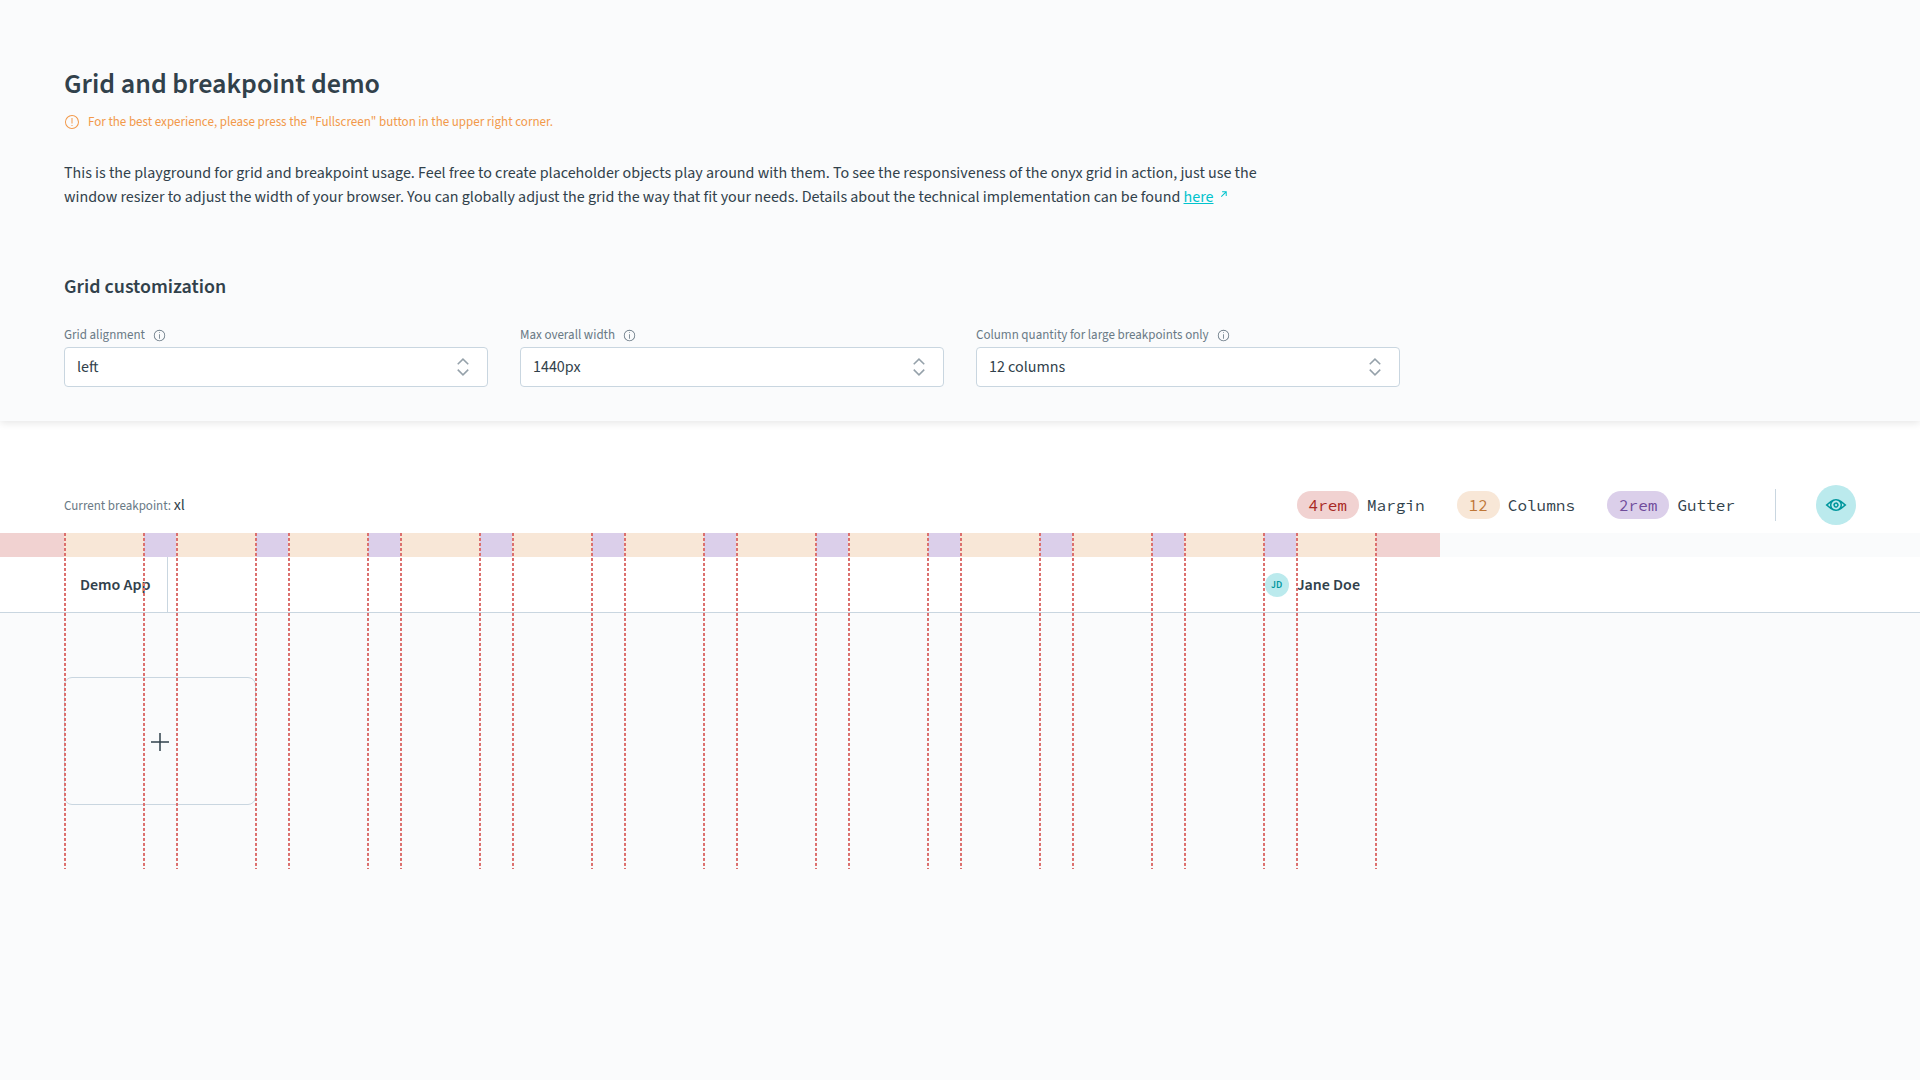 Grid and breakpoint demo
For the best experience, please press the "Fullscreen" button in the upper right corner.
This is the playground for grid and breakpoint usage. Feel free to create placeholder objects play around with them. To see the responsiveness of the onyx grid in action, just use the
window resizer to adjust the width of your browser. You can globally adjust the grid the way that fit your needs. Details about the technical implementation can be found here
Grid customization
Grid alignment
Max overall width
Column quantity for large breakpoints only
left
1440px
12 columns
Current breakpoint: xl
4rem Margin
12 Columns
2rem Gutter
Demo App
JD Jane Doe